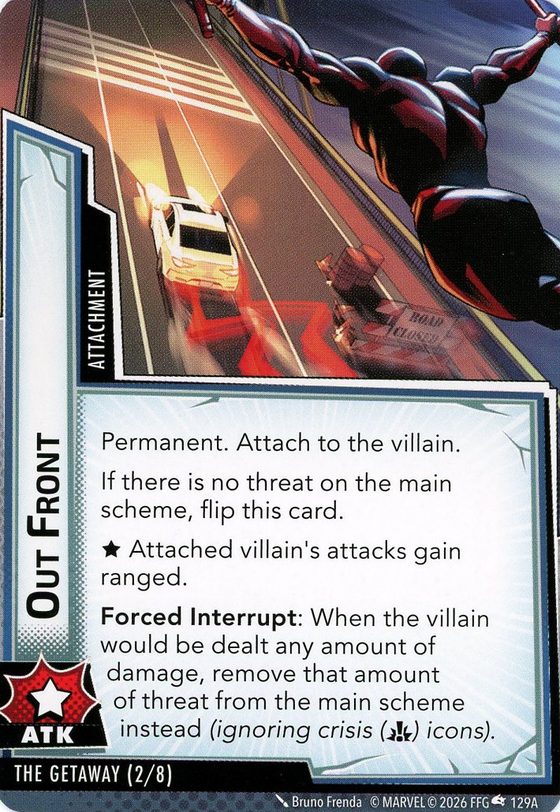 ROAD
CLOSED
ATTACHMENT
OUT FRONT
Permanent. Attach to the villain.
If there is no threat on the main
scheme, flip this card.
★ Attached villain's attacks gain
ranged.
Forced Interrupt: When the villain
would be dealt any amount of
damage, remove that amount
of threat from the main scheme
instead (ignoring crisis ( ) icons).
ATK
THE GETAWAY (2/8)
Bruno Frenda © MARVEL © 2026 FFG 129A